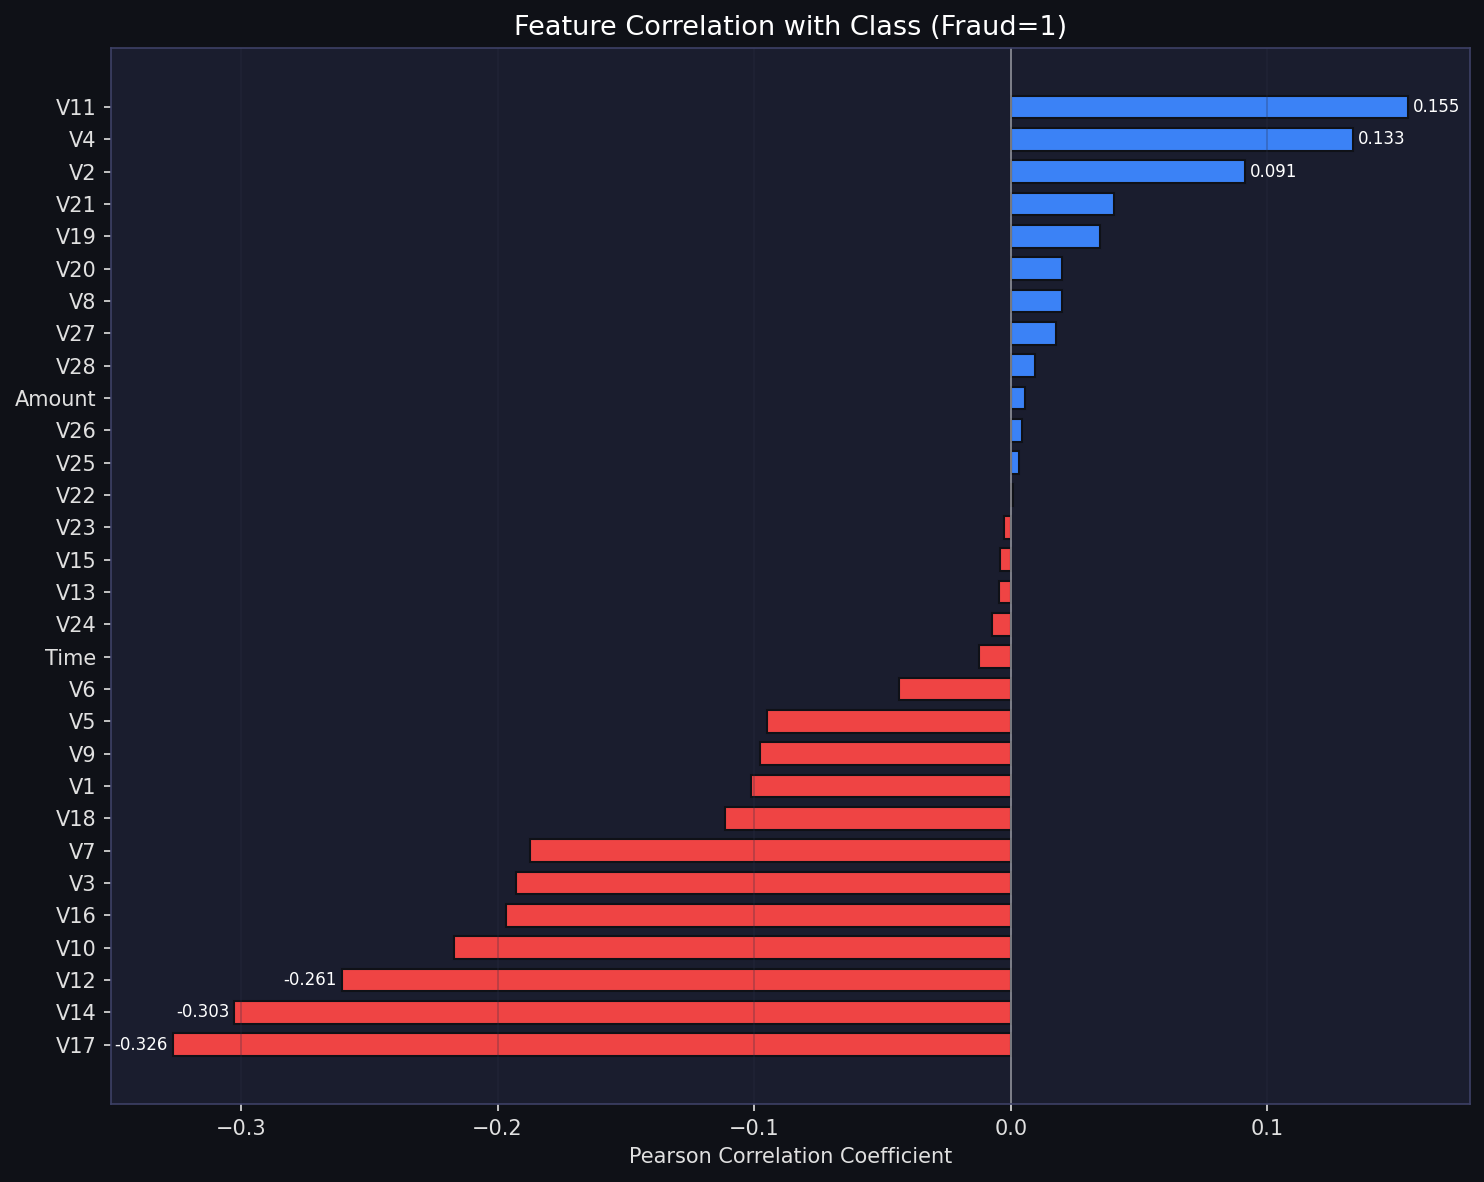 Feature Correlation with Class (Fraud=1)
V11 0.155
V4 0.133
V2 0.091
V21
V19
V20
V8
V27
V28
Amount
V26
V25
V22
V23
V15
V13
V24
Time
V6
V5
V9
V1
V18
V7
V3
V16
V10
V12 -0.261
V14 -0.303
V17 -0.326
−0.3 −0.2 −0.1 0.0 0.1
Pearson Correlation Coefficient